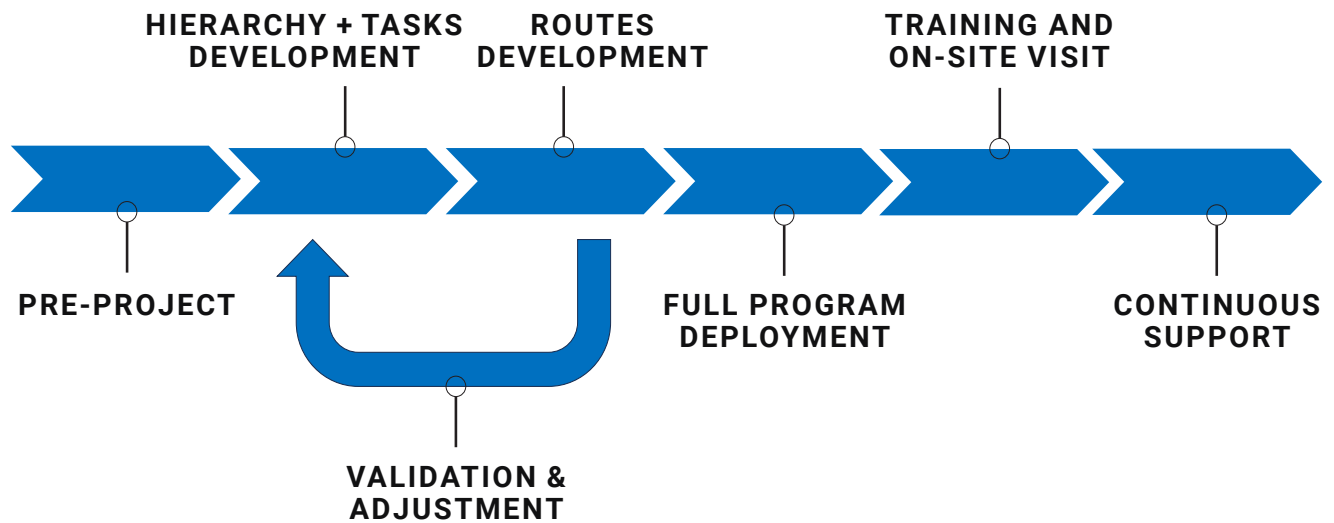 HIERARCHY + TASKS
DEVELOPMENT
ROUTES
DEVELOPMENT
TRAINING AND
ON-SITE VISIT
PRE-PROJECT
FULL PROGRAM
DEPLOYMENT
CONTINUOUS
SUPPORT
VALIDATION &
ADJUSTMENT